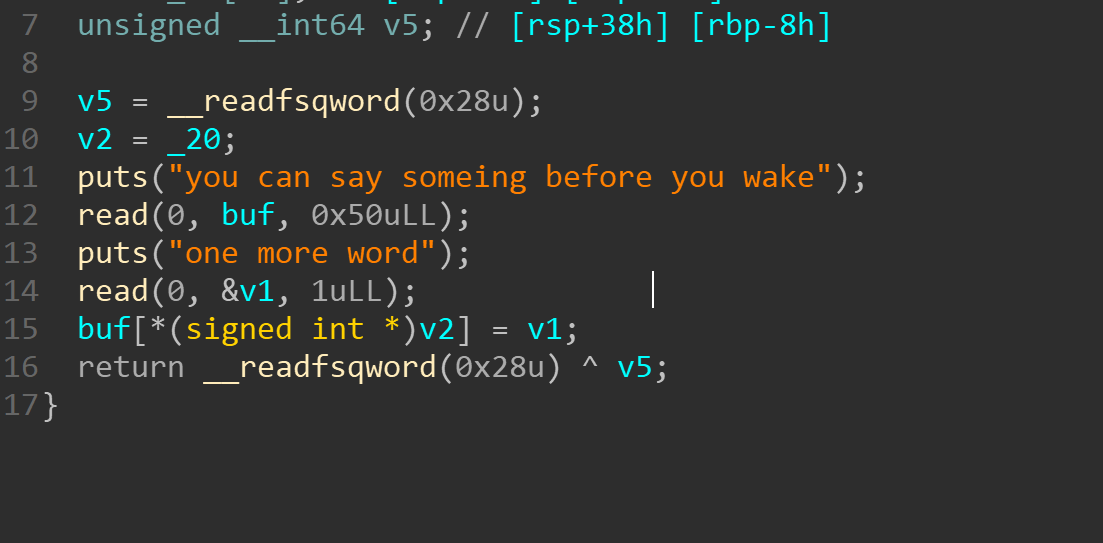 7 unsigned __int64 v5; // [rsp+38h] [rbp-8h]
8
9 v5 = __readfsqword(0x28u);
10 v2 = _20;
11 puts("you can say someing before you wake");
12 read(0, buf, 0x50uLL);
13 puts("one more word");
14 read(0, &v1, 1uLL);
15 buf[*(signed int *)v2] = v1;
16 return __readfsqword(0x28u) ^ v5;
17 }